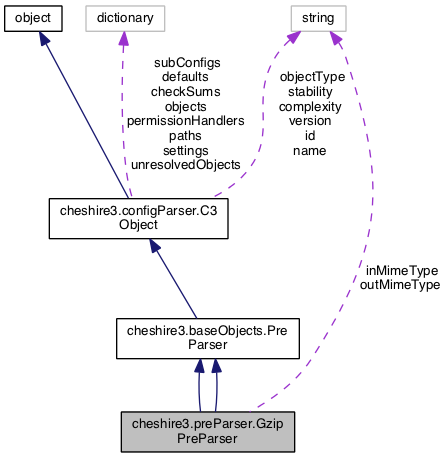 object
dictionary
string
subConfigs
defaults
checkSums
objects
permissionHandlers
paths
settings
unresolvedObjects
objectType
stability
complexity
version
id
name
cheshire3.configParser.C3
Object
inMimeType
outMimeType
cheshire3.baseObjects.Pre
Parser
cheshire3.preParser.Gzip
PreParser